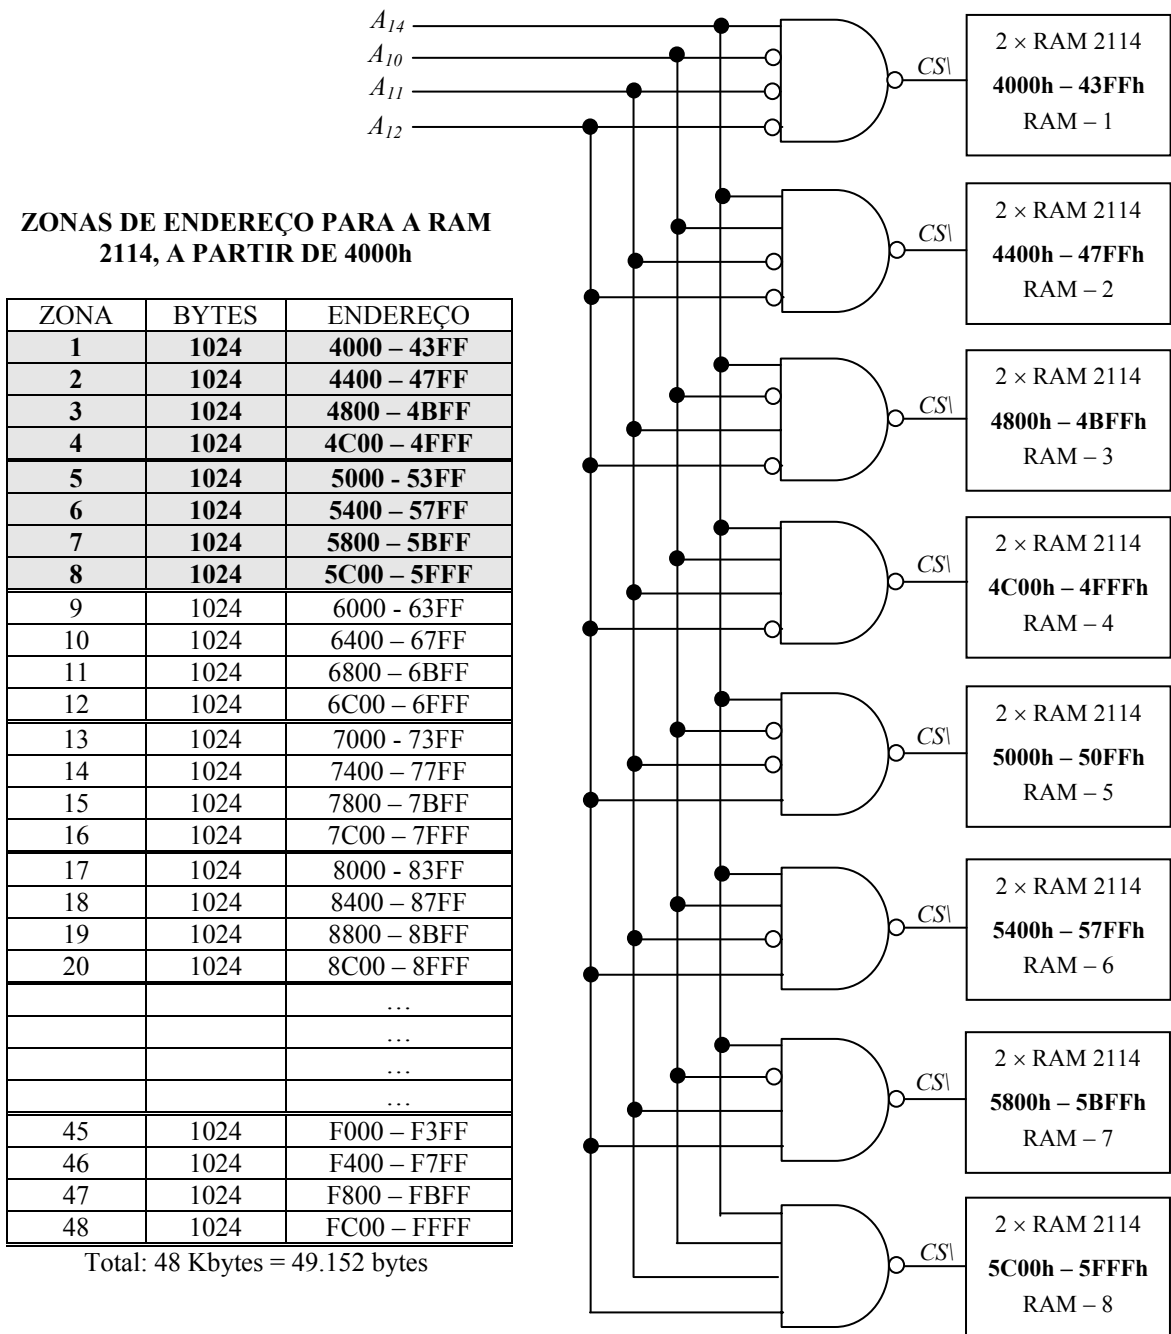 A14
A10
A11
A12
CS\
2 × RAM 2114
4000h – 43FFh
RAM – 1
CS\
2 × RAM 2114
4400h – 47FFh
RAM – 2
CS\
2 × RAM 2114
4800h – 4BFFh
RAM – 3
CS\
2 × RAM 2114
4C00h – 4FFFh
RAM – 4
CS\
2 × RAM 2114
5000h – 50FFh
RAM – 5
CS\
2 × RAM 2114
5400h – 57FFh
RAM – 6
CS\
2 × RAM 2114
5800h – 5BFFh
RAM – 7
CS\
2 × RAM 2114
5C00h – 5FFFh
RAM – 8
ZONAS DE ENDEREÇO PARA A RAM
2114, A PARTIR DE 4000h
ZONA BYTES ENDEREÇO
1 1024 4000 – 43FF
2 1024 4400 – 47FF
3 1024 4800 – 4BFF
4 1024 4C00 – 4FFF
5 1024 5000 - 53FF
6 1024 5400 – 57FF
7 1024 5800 – 5BFF
8 1024 5C00 – 5FFF
9 1024 6000 - 63FF
10 1024 6400 – 67FF
11 1024 6800 – 6BFF
12 1024 6C00 – 6FFF
13 1024 7000 - 73FF
14 1024 7400 – 77FF
15 1024 7800 – 7BFF
16 1024 7C00 – 7FFF
17 1024 8000 - 83FF
18 1024 8400 – 87FF
19 1024 8800 – 8BFF
20 1024 8C00 – 8FFF
…
…
…
…
45 1024 F000 – F3FF
46 1024 F400 – F7FF
47 1024 F800 – FBFF
48 1024 FC00 – FFFF
Total: 48 Kbytes = 49.152 bytes